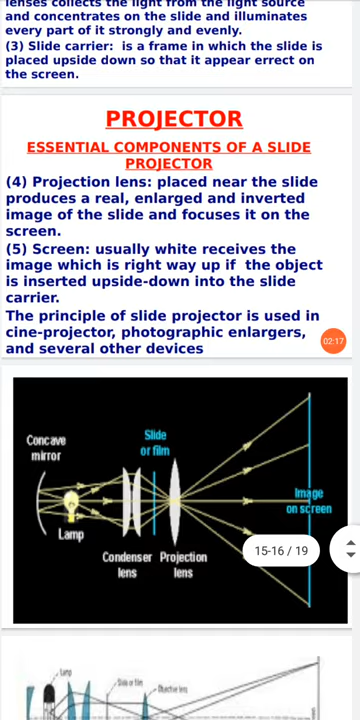 lenses collects the light from the light source
and concentrates on the slide and illuminates
every part of it strongly and evenly.
(3) Slide carrier: is a frame in which the slide is
placed upside down so that it appear errect on
the screen.
PROJECTOR
ESSENTIAL COMPONENTS OF A SLIDE
PROJECTOR
(4) Projection lens: placed near the slide
produces a real, enlarged and inverted
image of the slide and focuses it on the
screen.
(5) Screen: usually white receives the
image which is right way up if the object
is inserted upside-down into the slide
carrier.
The principle of slide projector is used in
cine-projector, photographic enlargers,
and several other devices
02:17
Concave
mirror
Slide
or film
Lamp
Image
on screen
Condenser
lens
Projection
lens
15-16 / 19
Lamp
Slide or film
Objective lens